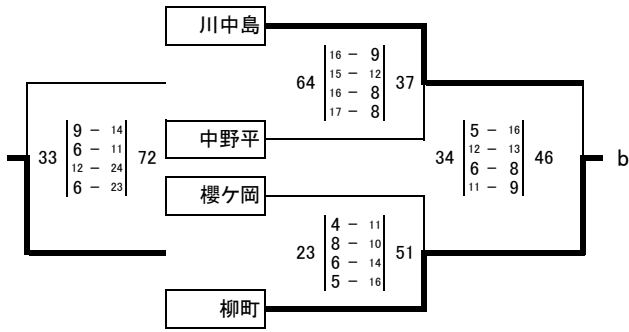 川中島
64 16 － 9 37
15 － 12
16 － 8
17 － 8
中野平
33 9 － 14 72
6 － 11
12 － 24
6 － 23
34 5 － 16 46
12 － 13
6 － 8
11 － 9
b
櫻ケ岡
23 4 － 11 51
8 － 10
6 － 14
5 － 16
柳町